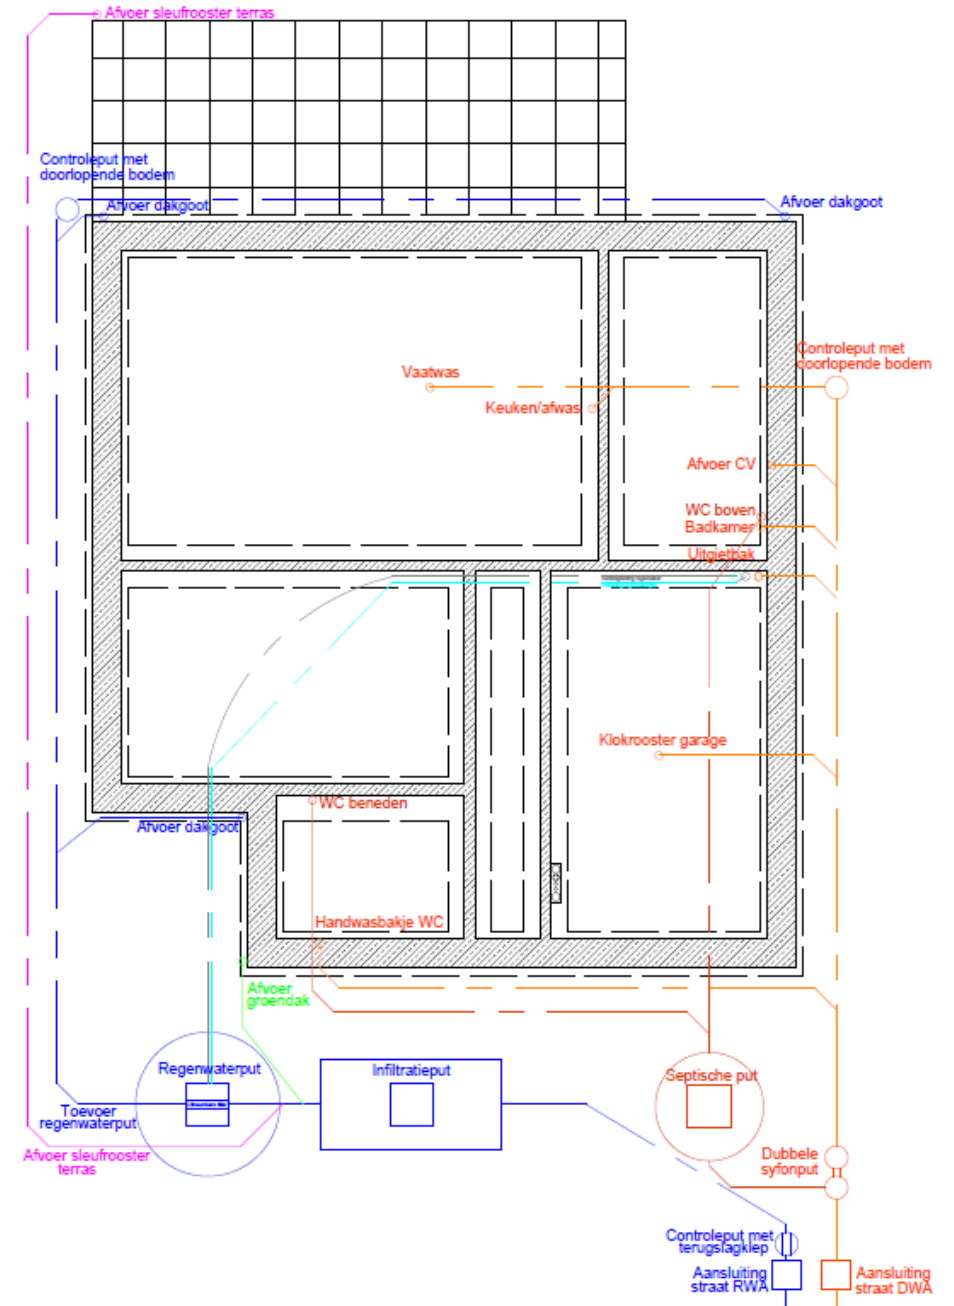 Afvoer sleufrooster terras
Controleput met
doorlopende bodem
Afvoer dakgoot
Afvoer dakgoot
Controleput met
doorlopende bodem
Vaatwas
Keuken/afwas
Afvoer CV
WC boven
Badkamer
Uitgietbak
Klokrooster garage
WC beneden
Afvoer dakgoot
Handwasbakje WC
Afvoer
groendak
Regenwaterput
Infiltratieput
Septische put
Toevoer
regenwaterput
Afvoer sleufrooster
terras
Dubbele
syfonput
Controleput met
terugslagklep
Aansluiting
straat RWA
Aansluiting
straat DWA